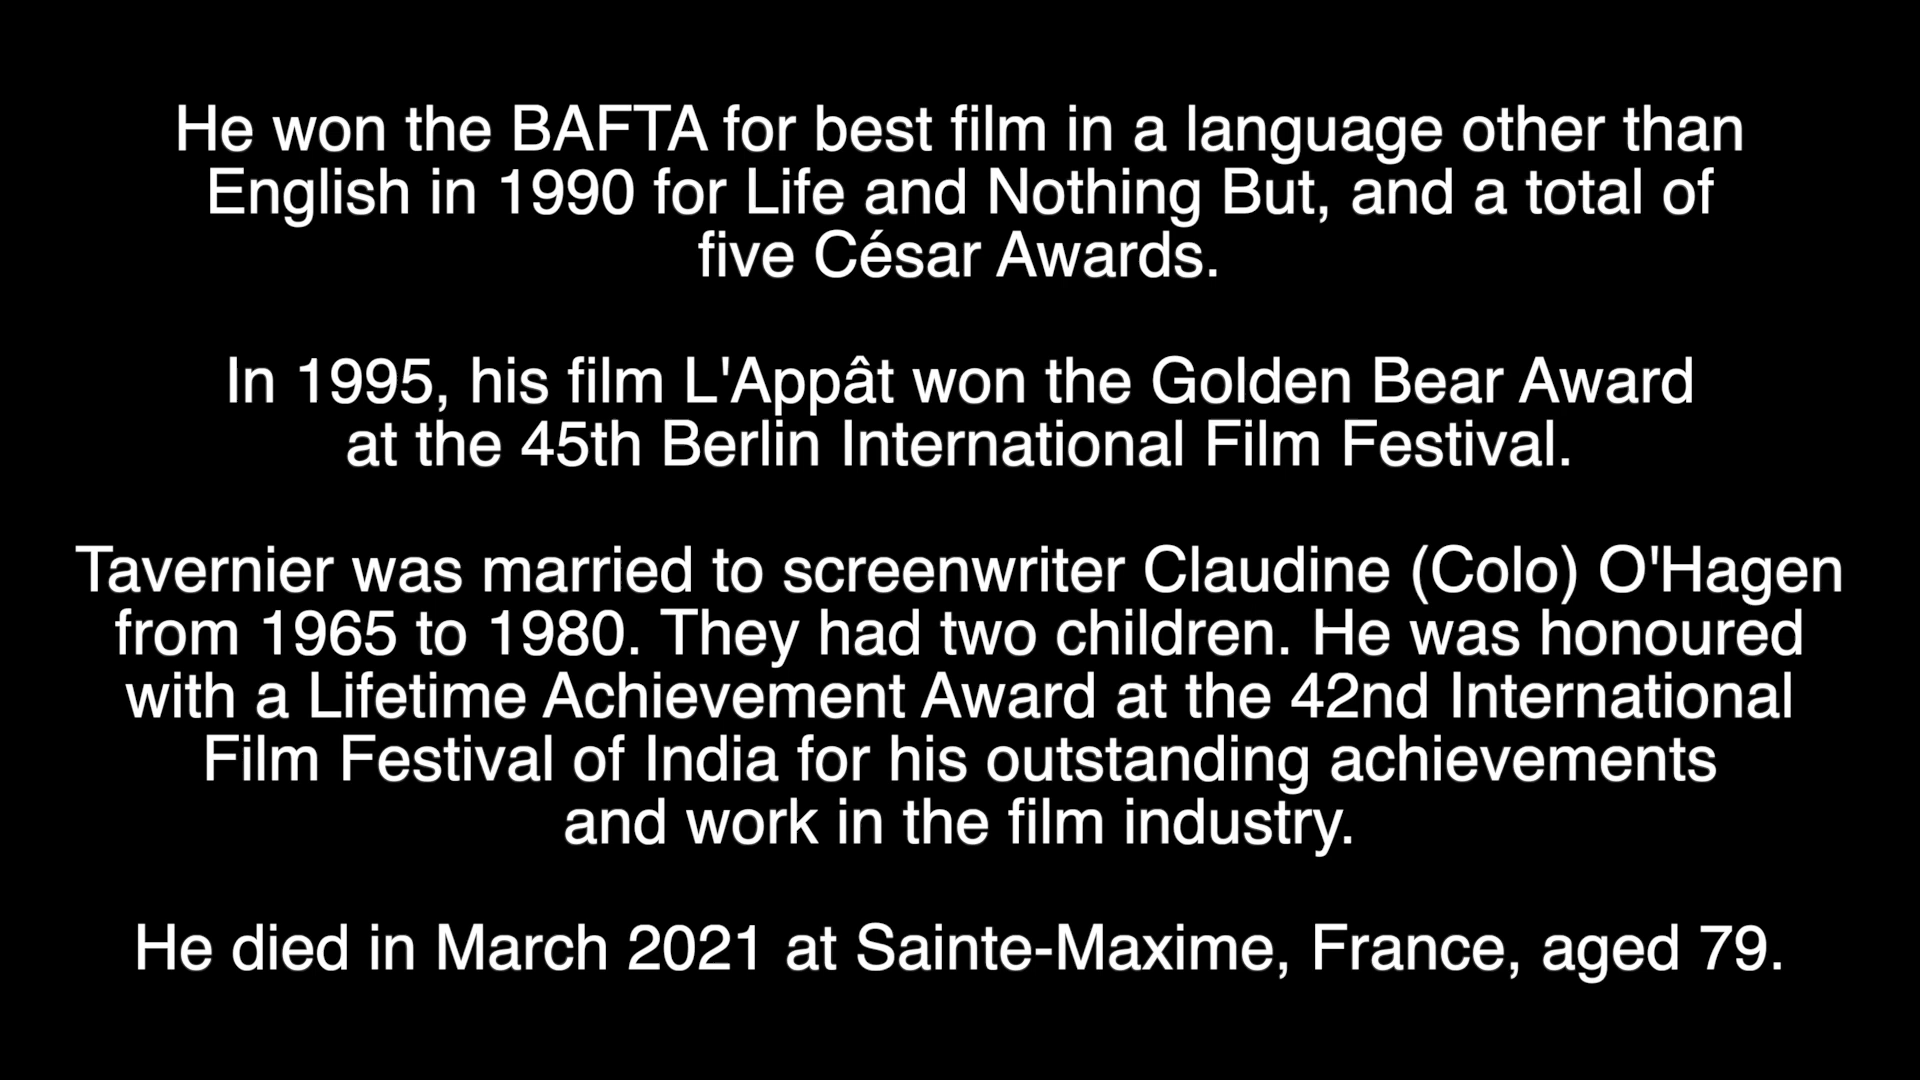 He won the BAFTA for best film in a language other than
English in 1990 for Life and Nothing But, and a total of
five César Awards.
In 1995, his film L'Appât won the Golden Bear Award
at the 45th Berlin International Film Festival.
Tavernier was married to screenwriter Claudine (Colo) O'Hagen
from 1965 to 1980. They had two children. He was honoured
with a Lifetime Achievement Award at the 42nd International
Film Festival of India for his outstanding achievements
and work in the film industry.
He died in March 2021 at Sainte-Maxime, France, aged 79.